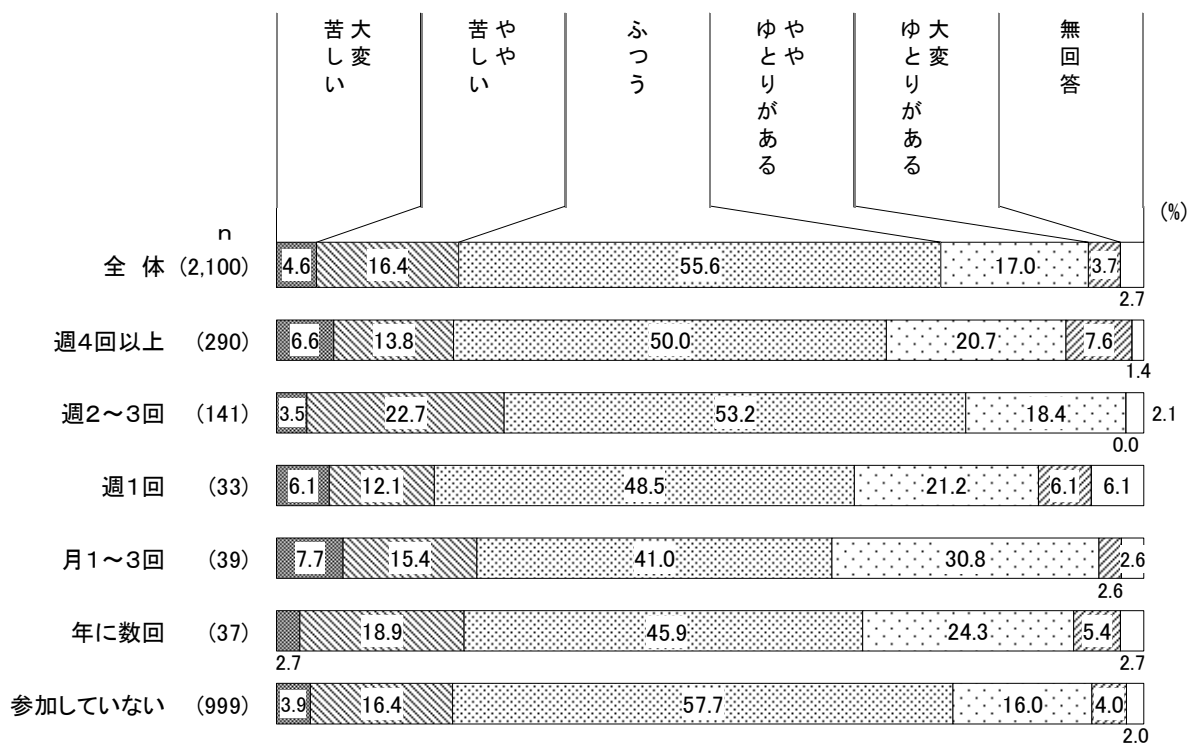 大変
苦しい
やや
苦しい
ふつう
やや
ゆとりがある
大変
ゆとりがある
無回答
(%)
n
全 体 (2,100) 4.6 16.4 55.6 17.0 3.7
2.7
週4回以上 (290) 6.6 13.8 50.0 20.7 7.6
1.4
週2～3回 (141) 3.5 22.7 53.2 18.4 2.1
0.0
週1回 (33) 6.1 12.1 48.5 21.2 6.1 6.1
月1～3回 (39) 7.7 15.4 41.0 30.8 2.6
2.6
年に数回 (37) 18.9 45.9 24.3 5.4
2.7 2.7
参加していない (999) 3.9 16.4 57.7 16.0 4.0
2.0